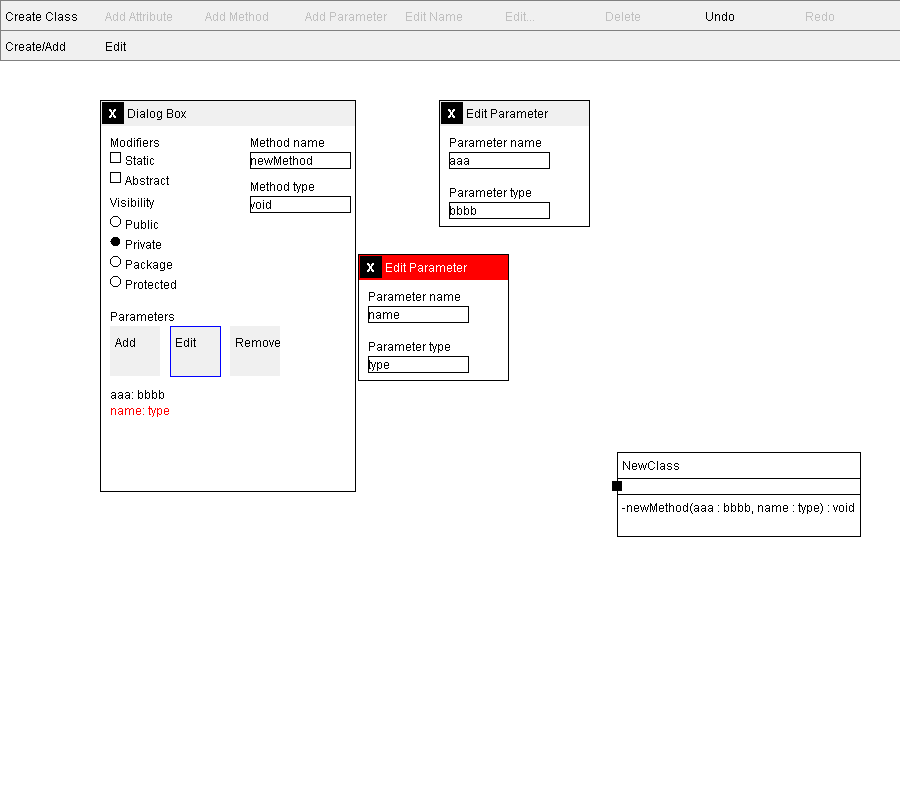 Create Class Add Attribute Add Method Add Parameter Edit Name Edit... Delete Undo Redo
Create/Add Edit
X Dialog Box
Modifiers
Static
Abstract
Visibility
Public
Private
Package
Protected
Method name
newMethod
Method type
void
Parameters
Add Edit Remove
aaa: bbbb
name: type
X Edit Parameter
Parameter name
aaa
Parameter type
bbbb
X Edit Parameter
Parameter name
name
Parameter type
type
NewClass
-newMethod(aaa : bbbb, name : type) : void